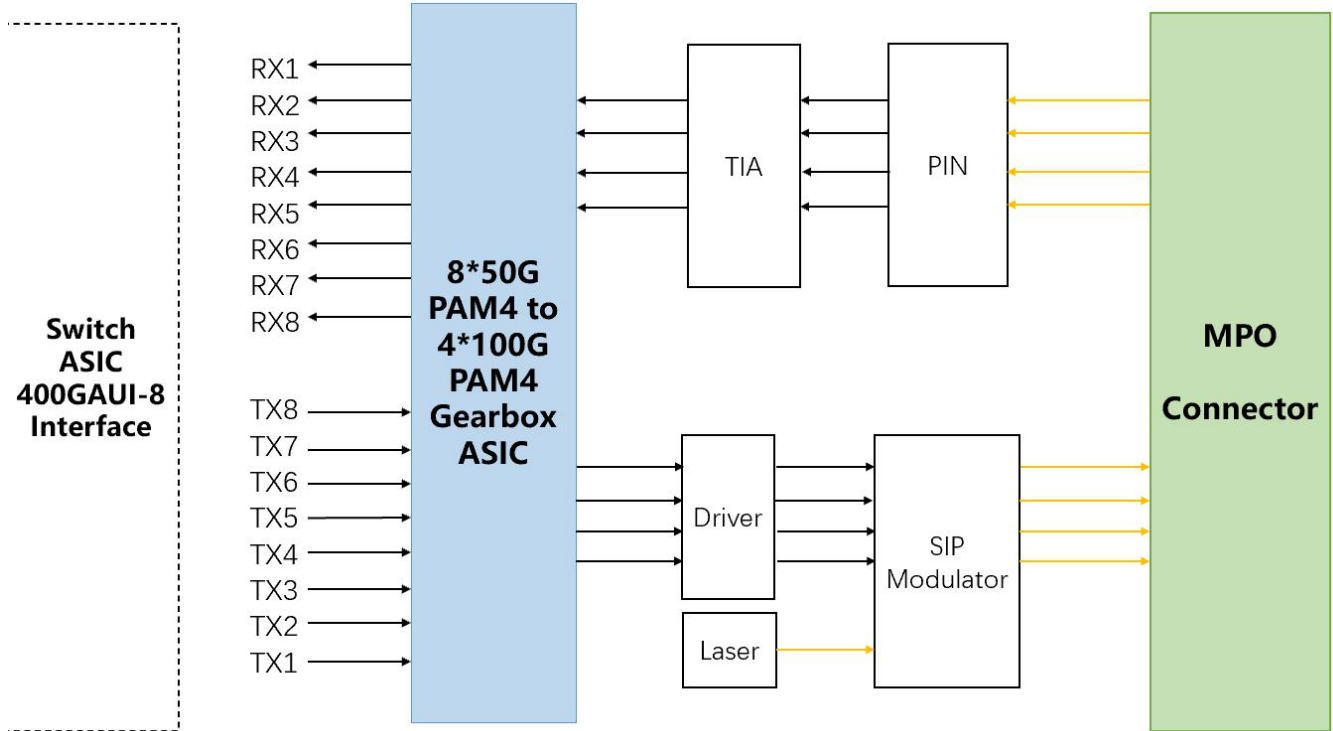 Switch
ASIC
400GAUI-8
Interface
RX1
RX2
RX3
RX4
RX5
RX6
RX7
RX8
TX8
TX7
TX6
TX5
TX4
TX3
TX2
TX1
8*50G
PAM4 to
4*100G
PAM4
Gearbox
ASIC
TIA
PIN
Driver
Laser
SIP
Modulator
MPO
Connector